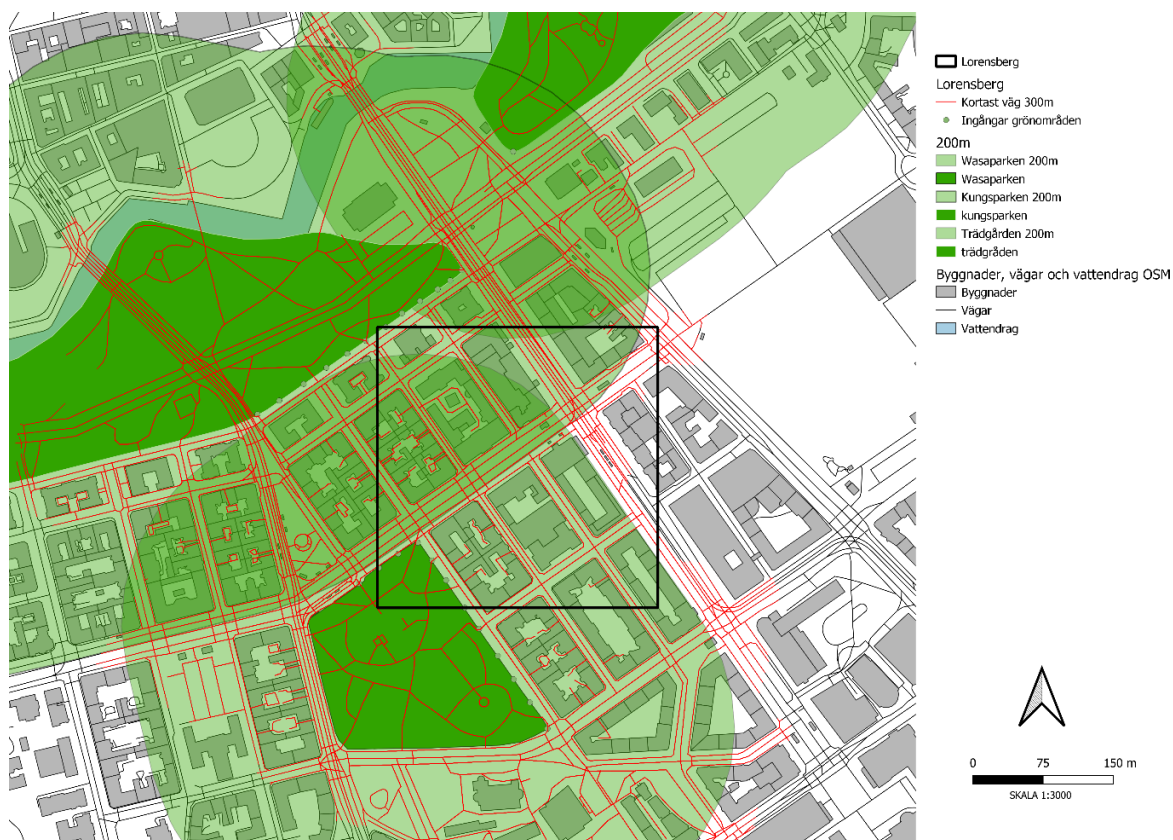 Lorensberg
Lorensberg
Kortast väg 300m
Ingångar grönområden
200m
Wasaparken 200m
Wasaparken
Kungsparken 200m
kungsparken
Trädgården 200m
trädgråden
Byggnader, vägar och vattendrag OSM
Byggnader
Vägar
Vattendrag
0 75 150 m
SKALA 1:3000